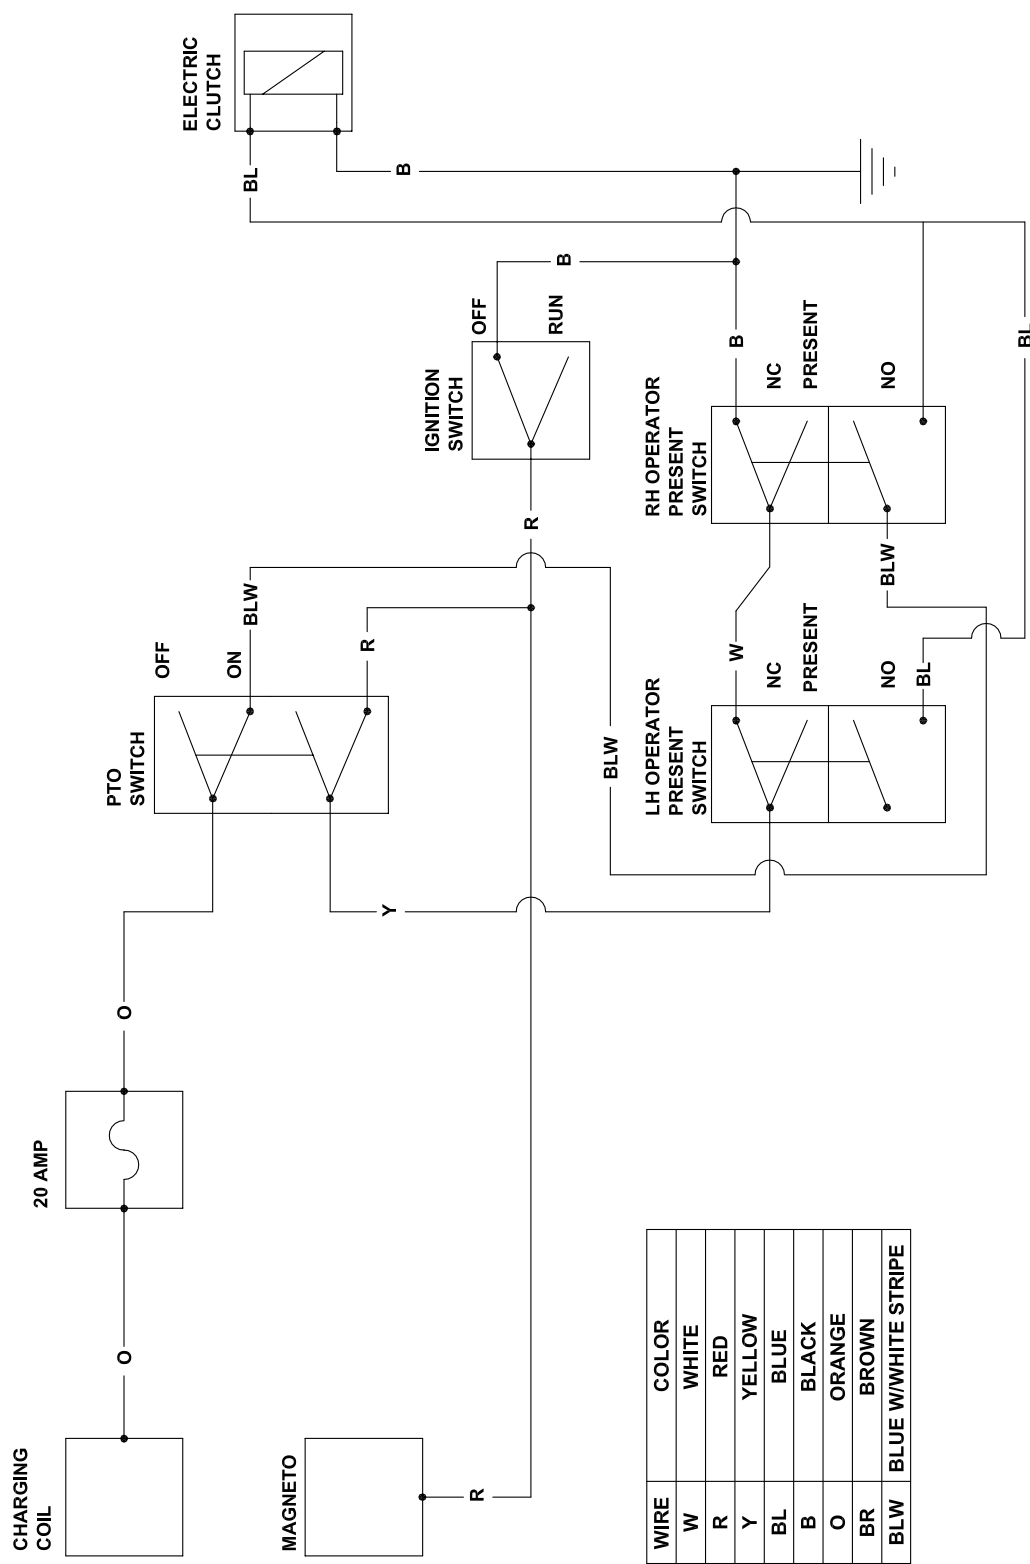 CHARGING
COIL
O
20 AMP
O
PTO
SWITCH
OFF
ON
BLW
R
ELECTRIC
CLUTCH
BL
B
MAGNETO
R
Y
IGNITION
SWITCH
OFF
RUN
R
B
BLW
LH OPERATOR
PRESENT
SWITCH
NC
PRESENT
NO
W
BL
RH OPERATOR
PRESENT
SWITCH
NC
PRESENT
NO
B
BLW
BL
WIRE COLOR
W WHITE
R RED
Y YELLOW
BL BLUE
B BLACK
O ORANGE
BR BROWN
BLW BLUE W/WHITE STRIPE